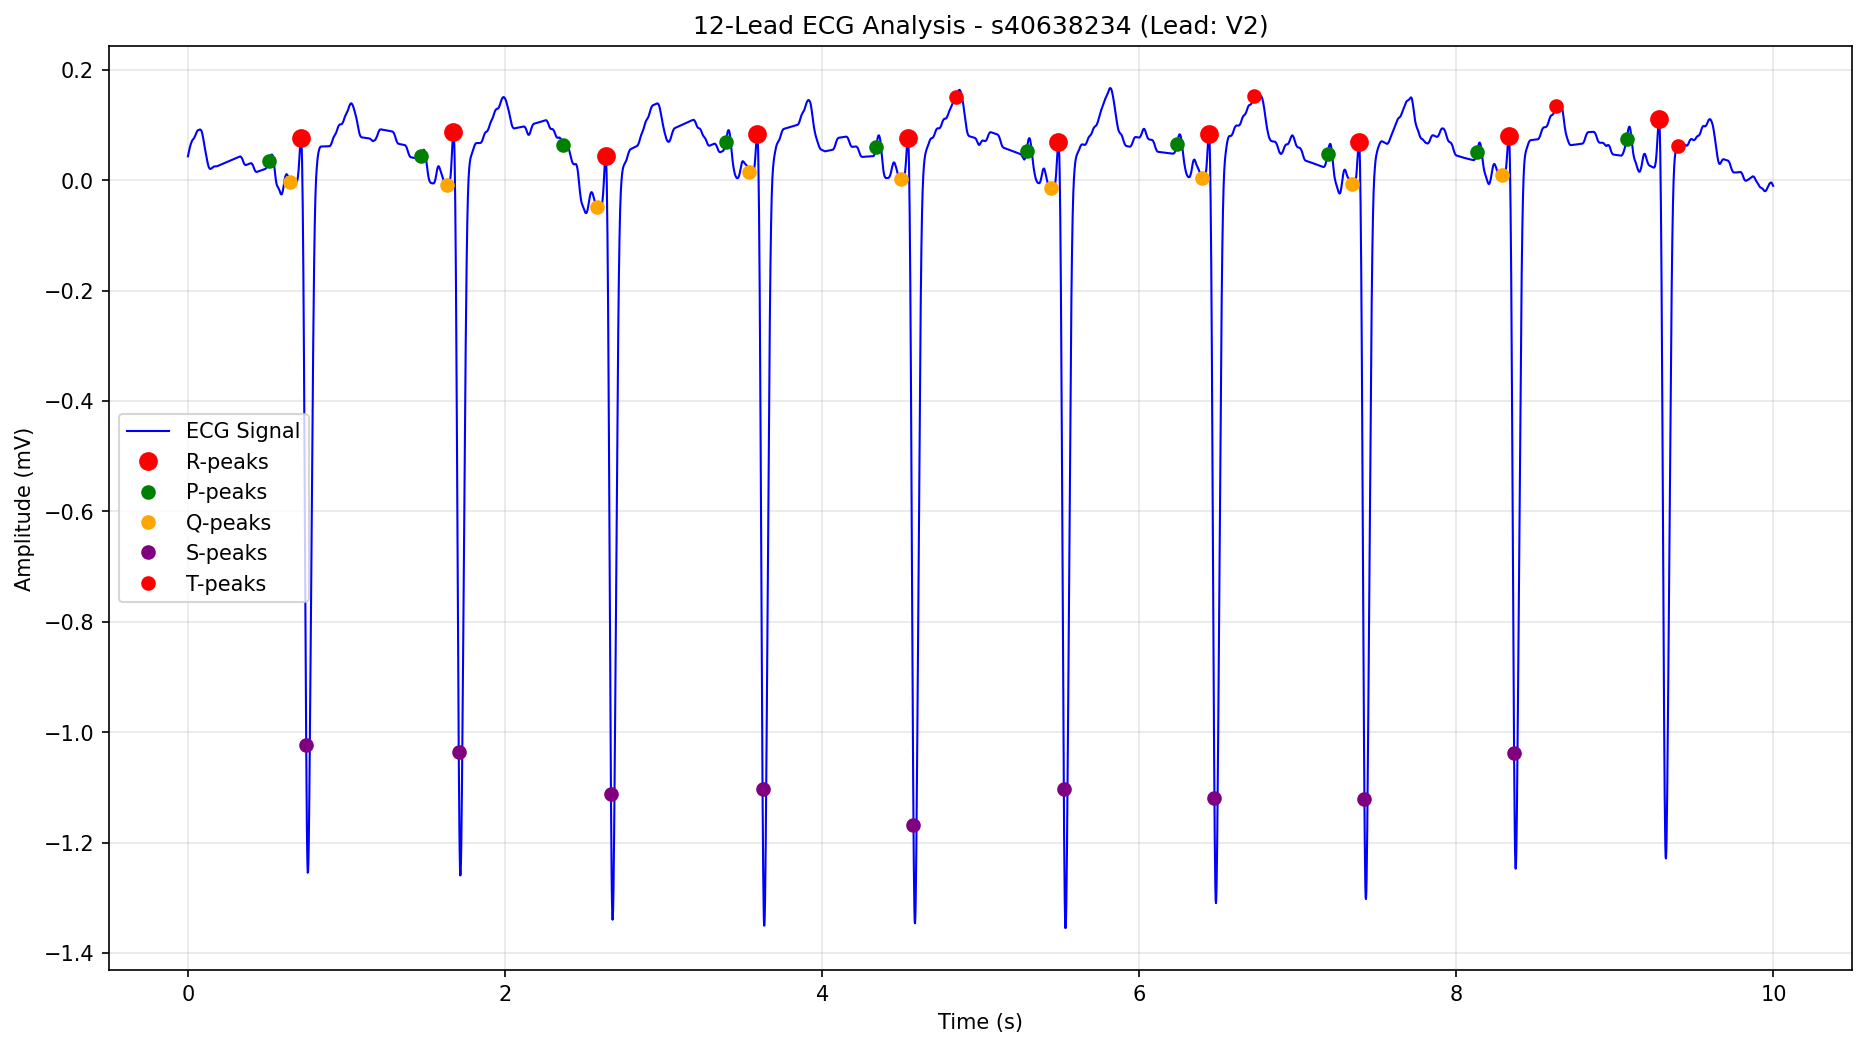 12-Lead ECG Analysis - s40638234 (Lead: V2)
Amplitude (mV)
0.2
0.0
−0.2
−0.4
−0.6
−0.8
−1.0
−1.2
−1.4
ECG Signal
R-peaks
P-peaks
Q-peaks
S-peaks
T-peaks
0 2 4 6 8 10
Time (s)